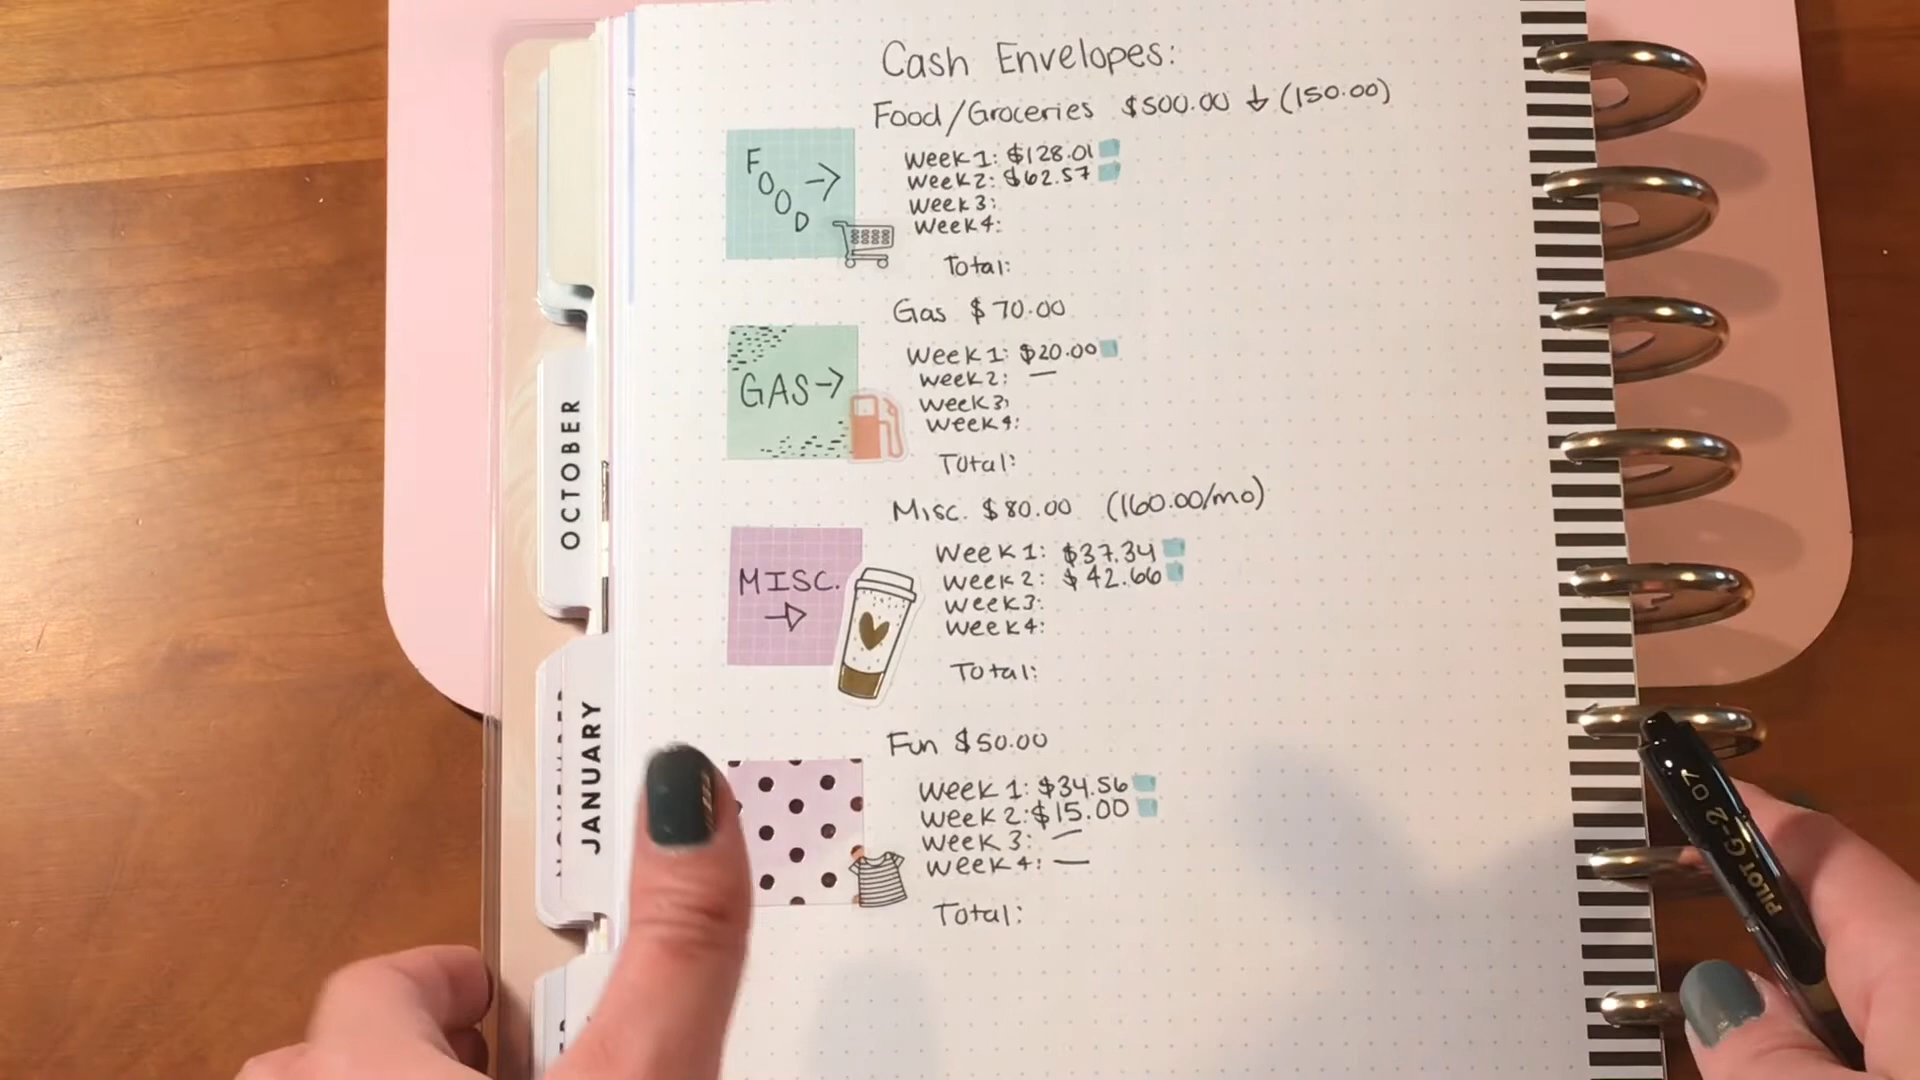 Cash Envelopes:
Food/Groceries $500.00 ↓ (150.00)
FOOD →
Week 1: $128.01
Week 2: $62.57
Week 3:
Week 4:
Total:
Gas $70.00
GAS →
Week 1: $20.00
Week 2: —
Week 3:
Week 4:
Total:
Misc. $80.00 (160.00/mo)
MISC. →
Week 1: $37.34
Week 2: $42.66
Week 3:
Week 4:
Total:
Fun $50.00
Week 1: $34.56
Week 2: $15.00
Week 3: —
Week 4: —
Total:
OCTOBER
JANUARY
PILOT G-2 07